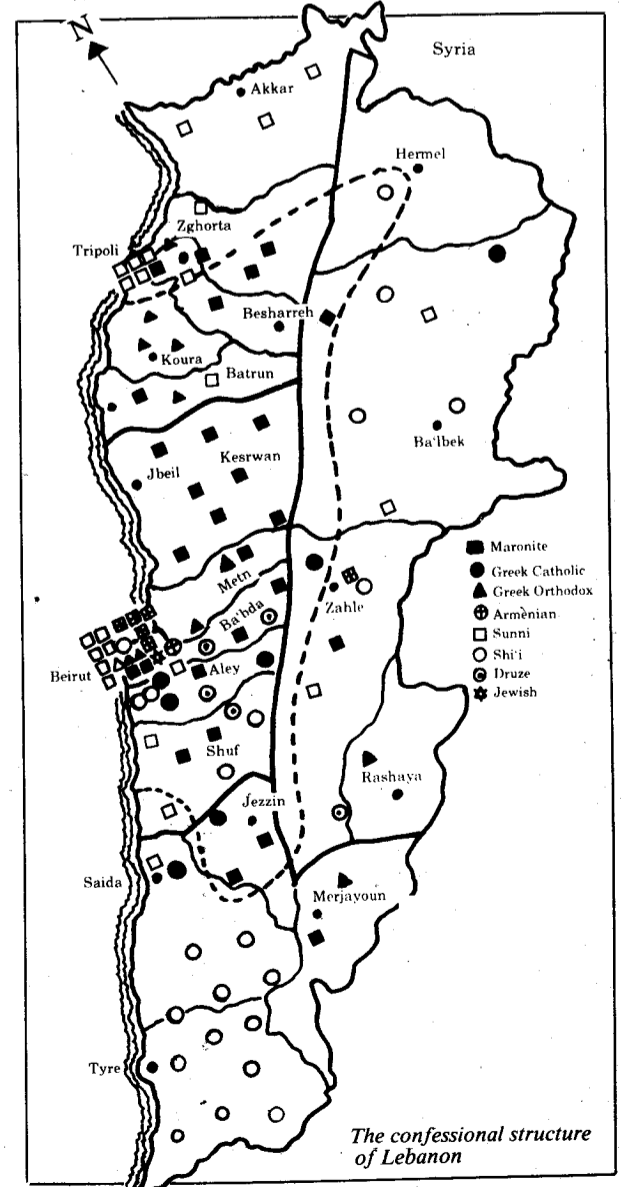 N
Syria
Akkar
Hermel
Zghorta
Tripoli
Besharreh
Koura
Batrun
Ba'lbek
Jbeil
Kesrwan
Metn
Ba'bda
Zahle
Maronite
Greek Catholic
Greek Orthodox
Armenian
Sunni
Shi'i
Druze
Jewish
Beirut
Aley
Shuf
Rashaya
Jezzin
Saida
Merjayoun
Tyre
The confessional structure
of Lebanon